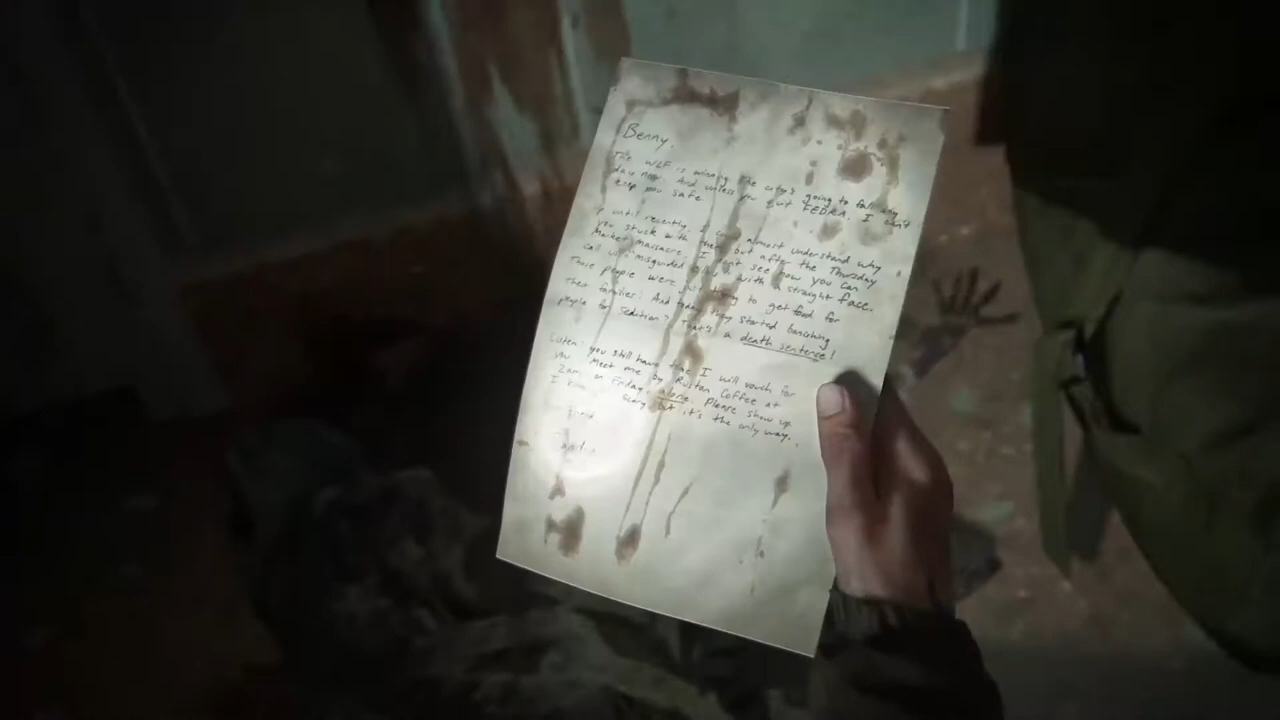 Benny,
The WLF is winning. The city's going to fall any
day now. And unless you quit FEDRA, I can't
keep you safe.
until recently, I could almost understand why
you stuck with them but after the Thursday
Market massacre, I don't see how you can
call us misguided with a straight face.
Those people were just trying to get food for
their families! And today they started banishing
people for sedition? That's a death sentence!
Listen: you still have time I will vouch for
you. Meet me by Ruston Coffee at
2am on Friday, alone. Please show up.
I know scary but it's the only way.